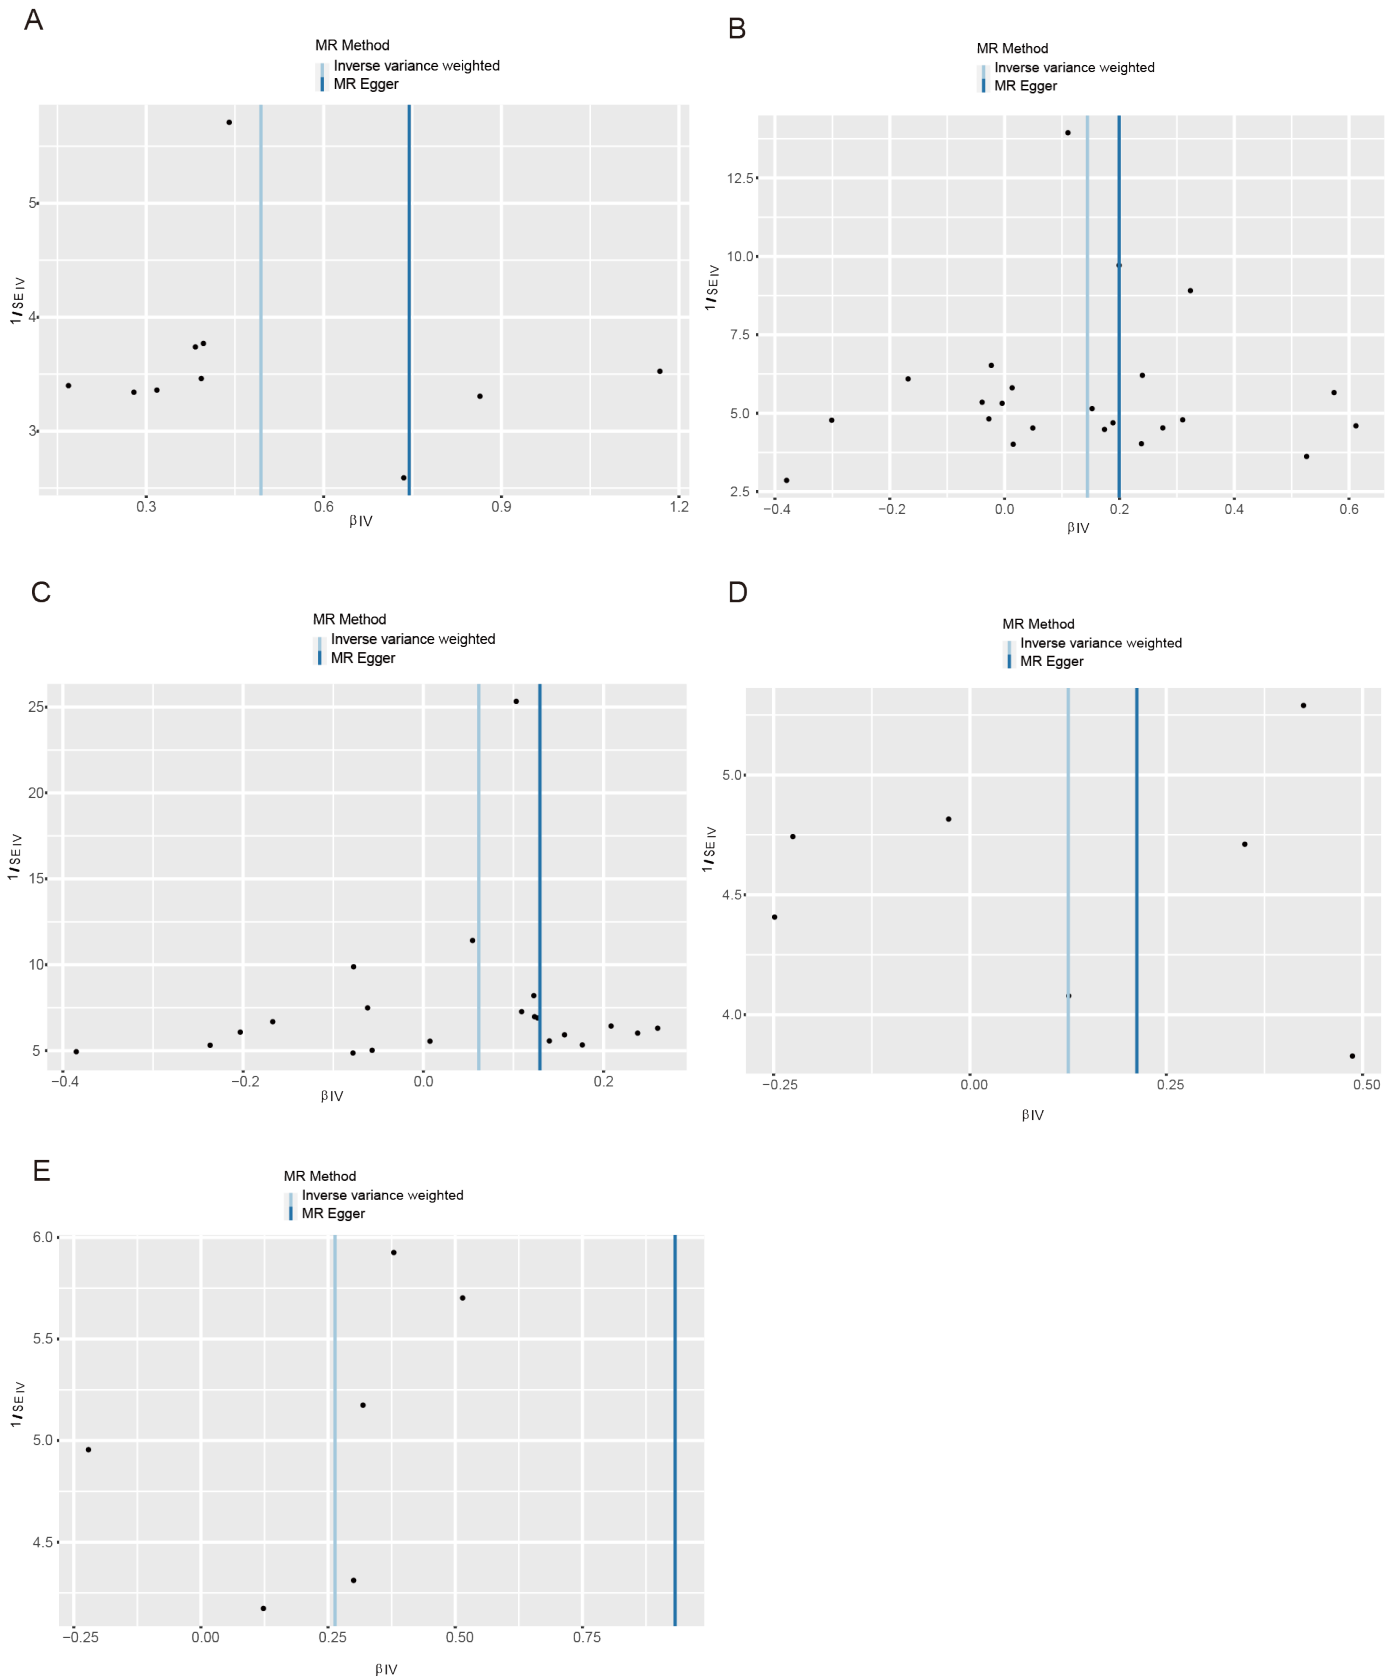 A
MR Method
Inverse variance weighted
MR Egger
5
4
3
1/SE IV
0.3 0.6 0.9 1.2
β IV
B
MR Method
Inverse variance weighted
MR Egger
12.5
10.0
7.5
5.0
2.5
1/SE IV
−0.4 −0.2 0.0 0.2 0.4 0.6
β IV
C
MR Method
Inverse variance weighted
MR Egger
25
20
15
10
5
1/SE IV
−0.4 −0.2 0.0 0.2
β IV
D
MR Method
Inverse variance weighted
MR Egger
5.0
4.5
4.0
1/SE IV
−0.25 0.00 0.25 0.50
β IV
E
MR Method
Inverse variance weighted
MR Egger
6.0
5.5
5.0
4.5
1/SE IV
−0.25 0.00 0.25 0.50 0.75
β IV